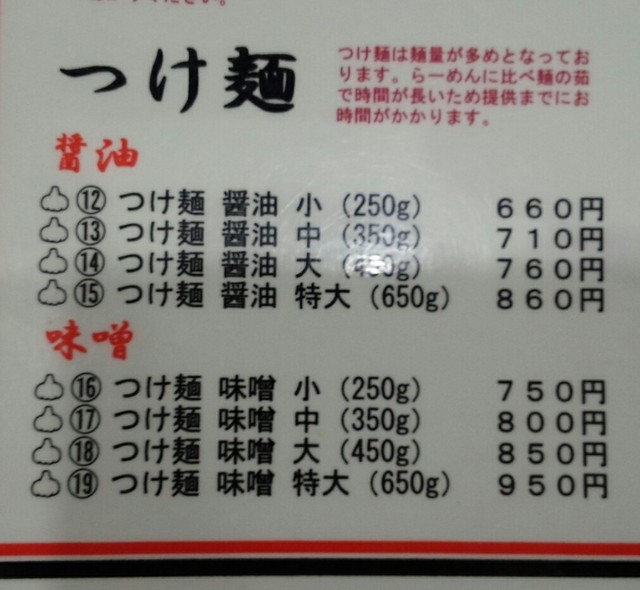 つけ麺
つけ麺は麺量が多めとなってお
ります。らーめんに比べ麺の茹
で時間が長いため提供までにお
時間がかかります。
醤油
⑫ つけ麺 醤油 小（250g） 660円
⑬ つけ麺 醤油 中（350g） 710円
⑭ つけ麺 醤油 大（450g） 760円
⑮ つけ麺 醤油 特大（650g） 860円
味噌
⑯ つけ麺 味噌 小（250g） 750円
⑰ つけ麺 味噌 中（350g） 800円
⑱ つけ麺 味噌 大（450g） 850円
⑲ つけ麺 味噌 特大（650g） 950円